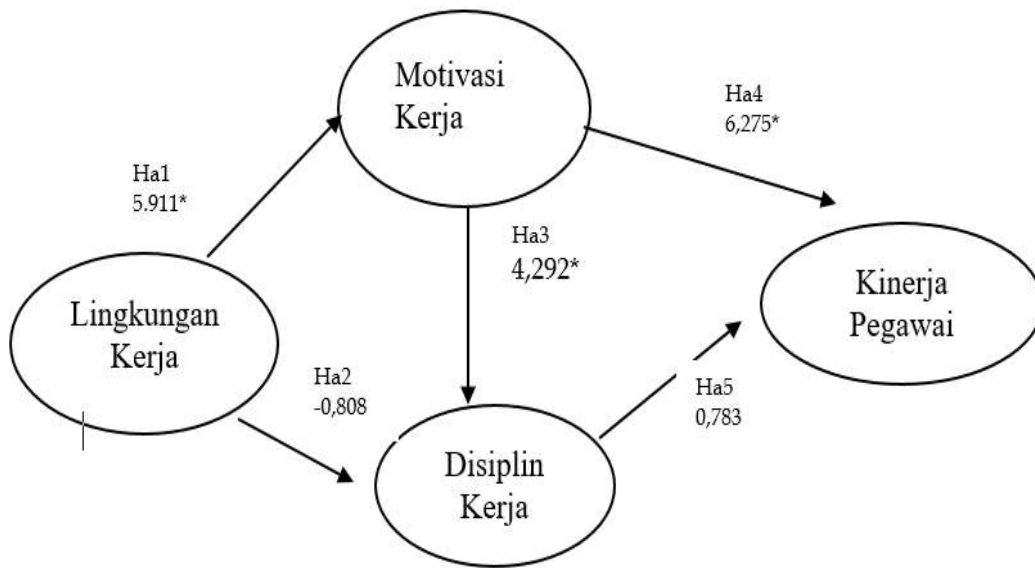 Motivasi
Kerja
Ha4
6,275*
Ha1
5.911*
Ha3
4,292*
Lingkungan
Kerja
Kinerja
Pegawai
Ha2
-0,808
Ha5
0,783
Disiplin
Kerja